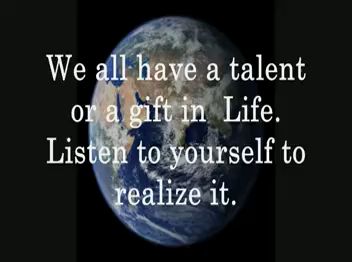 We all have a talent
or a gift in Life.
Listen to yourself to
realize it.